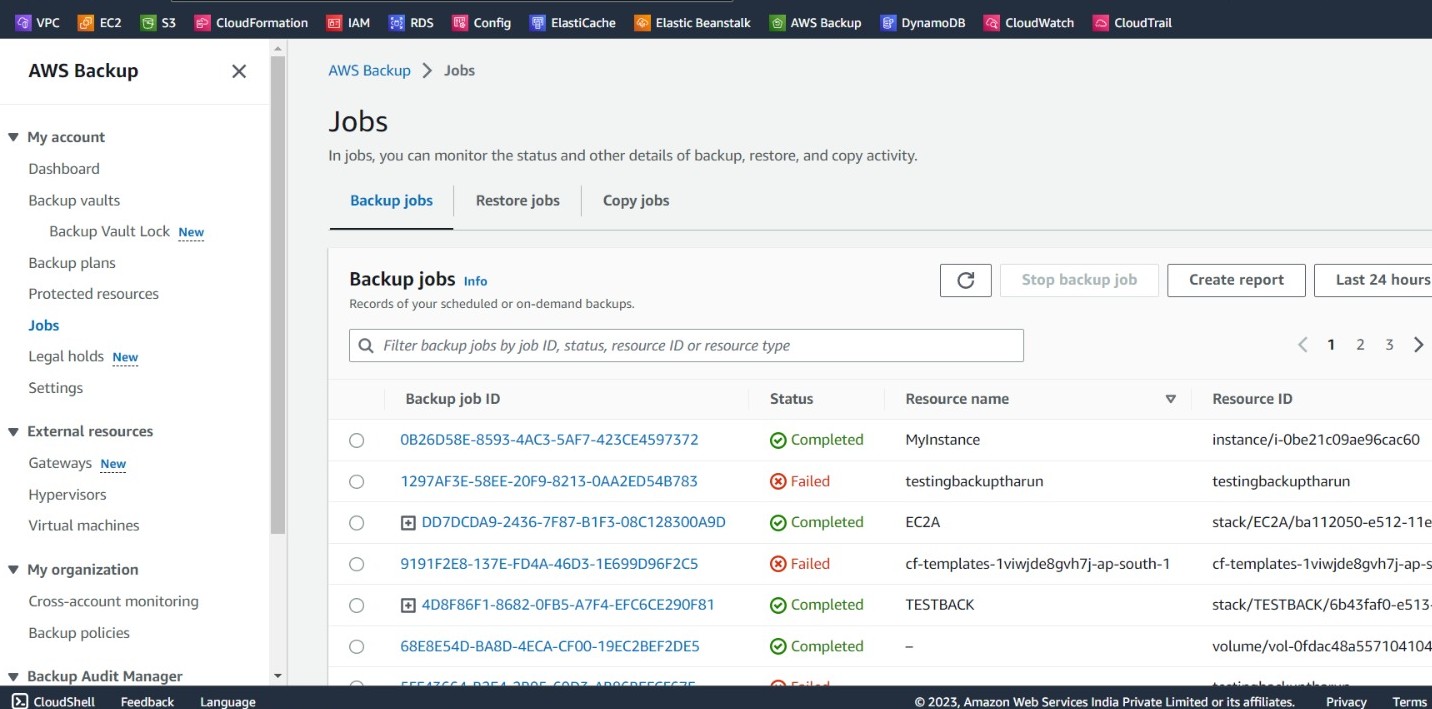 VPC EC2 S3 CloudFormation IAM RDS Config ElastiCache Elastic Beanstalk AWS Backup DynamoDB CloudWatch CloudTrail
AWS Backup
My account
Dashboard
Backup vaults
Backup Vault Lock New
Backup plans
Protected resources
Jobs
Legal holds New
Settings
External resources
Gateways New
Hypervisors
Virtual machines
My organization
Cross-account monitoring
Backup policies
Backup Audit Manager
AWS Backup Jobs
Jobs
In jobs, you can monitor the status and other details of backup, restore, and copy activity.
Backup jobs Restore jobs Copy jobs
Backup jobs Info
Records of your scheduled or on-demand backups.
Stop backup job Create report Last 24 hours
Filter backup jobs by job ID, status, resource ID or resource type
1 2 3
Backup job ID Status Resource name Resource ID
0B26D58E-8593-4AC3-5AF7-423CE4597372 Completed MyInstance instance/i-0be21c09ae96cac60
1297AF3E-58EE-20F9-8213-0AA2ED54B783 Failed testingbackuptharun testingbackuptharun
DD7DCDA9-2436-7F87-B1F3-08C128300A9D Completed EC2A stack/EC2A/ba112050-e512-11e
9191F2E8-137E-FD4A-46D3-1E699D96F2C5 Failed cf-templates-1viwjde8gvh7j-ap-south-1 cf-templates-1viwjde8gvh7j-ap-s
4D8F86F1-8682-0FB5-A7F4-EFC6CE290F81 Completed TESTBACK stack/TESTBACK/6b43faf0-e513-
68E8E54D-BA8D-4ECA-CF00-19EC2BEF2DE5 Completed – volume/vol-0fdac48a557104104
Failed testingbackuptharun testingbackuptharun
CloudShell Feedback Language © 2023, Amazon Web Services India Private Limited or its affiliates. Privacy Terms